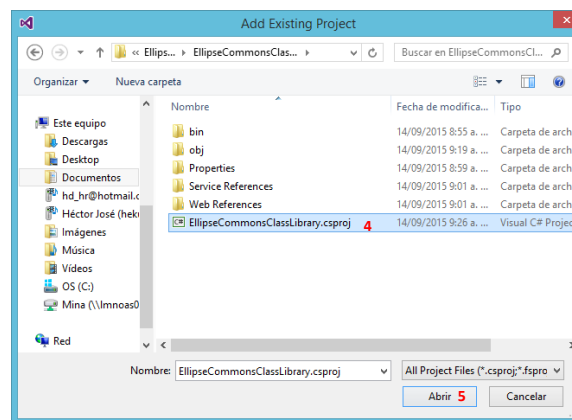 Add Existing Project
« Ellips... EllipseCommonsClas...
Buscar en EllipseCommonsCl...
Organizar Nueva carpeta
Nombre Fecha de modifica... Tipo
Este equipo
Descargas
Desktop
Documentos
hd_hr@hotmail.c
Héctor José (heku
Imágenes
Música
Vídeos
OS (C:)
Mina (\\lmnoas0
Red
bin 14/09/2015 8:55 a. ... Carpeta de arch
obj 14/09/2015 9:19 a. ... Carpeta de arch
Properties 14/09/2015 8:59 a. ... Carpeta de arch
Service References 14/09/2015 9:01 a. ... Carpeta de arch
Web References 14/09/2015 9:01 a. ... Carpeta de arch
C# EllipseCommonsClassLibrary.csproj 4 14/09/2015 9:26 a. ... Visual C# Projec
Nombre: EllipseCommonsClassLibrary.csproj All Project Files (*.csproj;*.fspro
Abrir 5 Cancelar